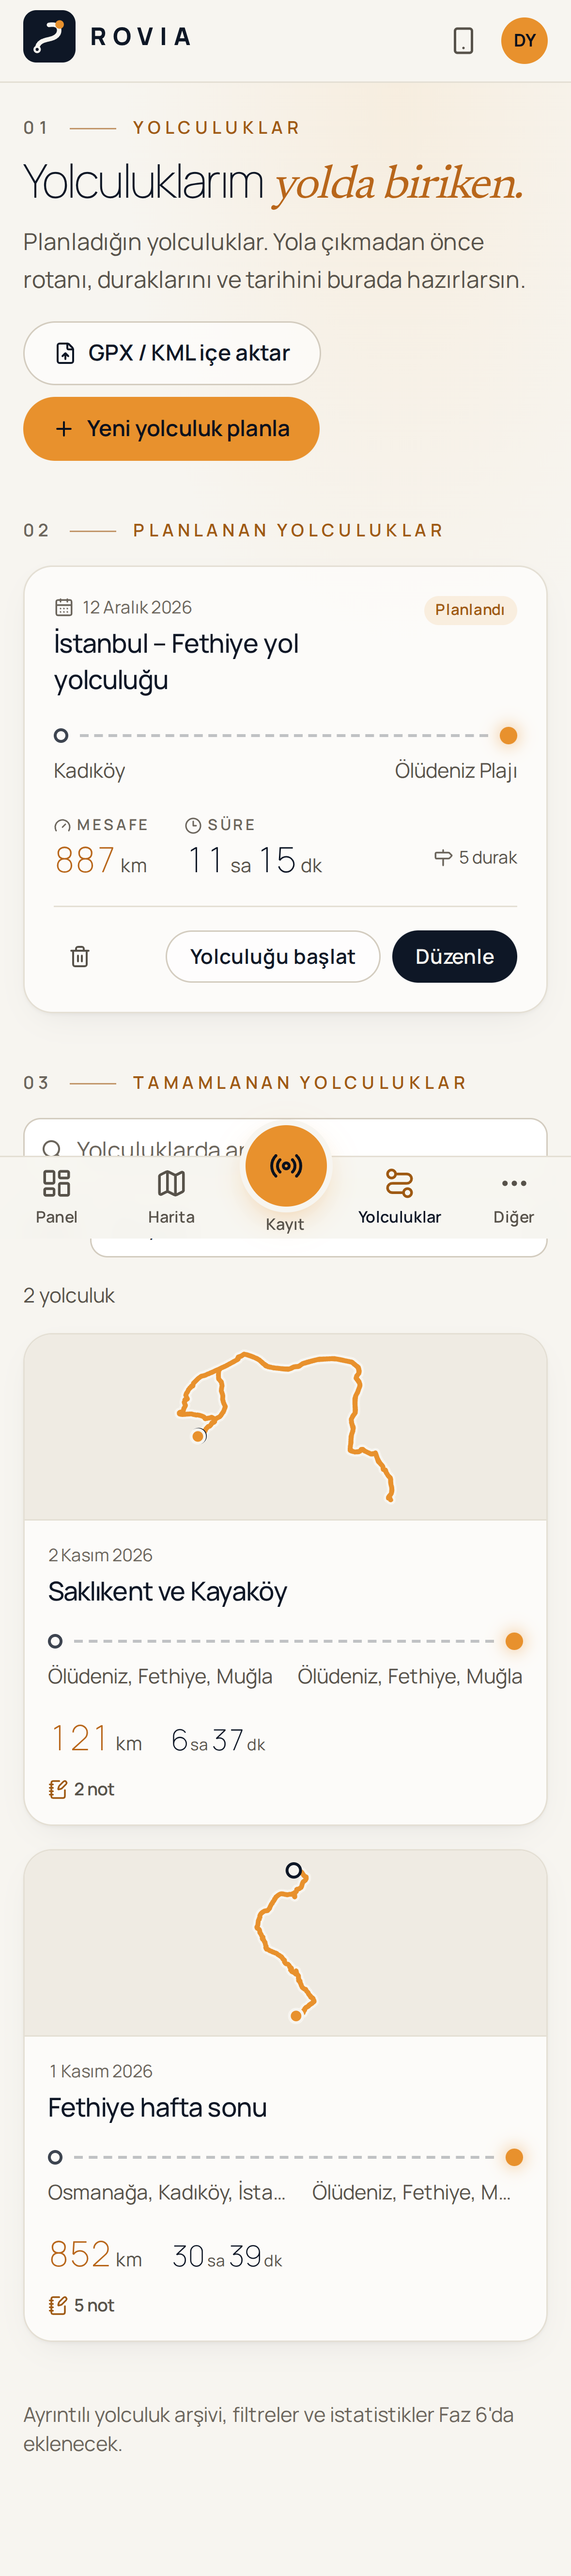 ROVIA
DY
01 YOLCULUKLAR
Yolculuklarım yolda biriken.
Planladığın yolculuklar. Yola çıkmadan önce
rotanı, duraklarını ve tarihini burada hazırlarsın.
GPX / KML içe aktar
Yeni yolculuk planla
02 PLANLANAN YOLCULUKLAR
12 Aralık 2026
Planlandı
İstanbul – Fethiye yol
yolculuğu
Kadıköy Ölüdeniz Plajı
MESAFE SÜRE
887 km 11 sa 15 dk 5 durak
Yolculuğu başlat Düzenle
03 TAMAMLANAN YOLCULUKLAR
Yolculuklarda
Panel Harita Kayıt Yolculuklar Diğer
2 yolculuk
2 Kasım 2026
Saklıkent ve Kayaköy
Ölüdeniz, Fethiye, Muğla Ölüdeniz, Fethiye, Muğla
121 km 6 sa 37 dk
2 not
1 Kasım 2026
Fethiye hafta sonu
Osmanağa, Kadıköy, İsta... Ölüdeniz, Fethiye, M...
852 km 30 sa 39 dk
5 not
Ayrıntılı yolculuk arşivi, filtreler ve istatistikler Faz 6'da
eklenecek.